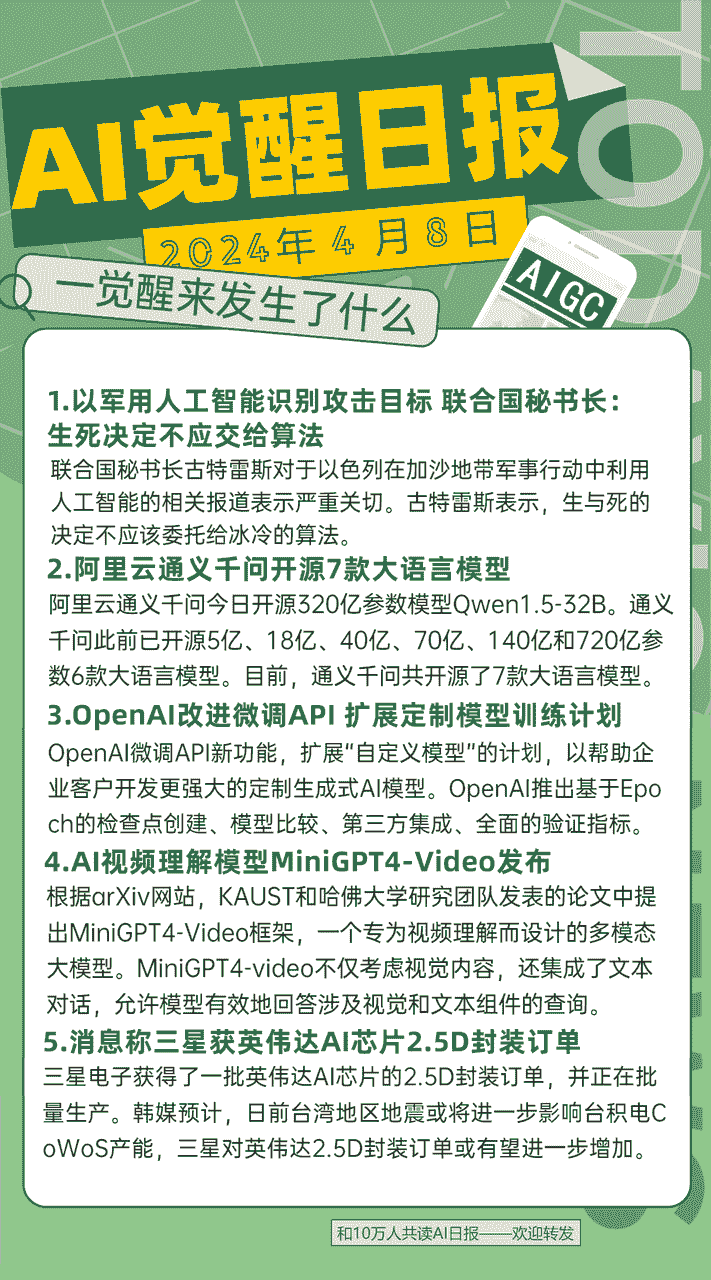 AI觉醒日报
2024年4月8日
一觉醒来发生了什么
AIGC
1.以军用人工智能识别攻击目标 联合国秘书长：
生死决定不应交给算法
联合国秘书长古特雷斯对于以色列在加沙地带军事行动中利用
人工智能的相关报道表示严重关切。古特雷斯表示，生与死的
决定不应该委托给冰冷的算法。
2.阿里云通义千问开源7款大语言模型
阿里云通义千问今日开源320亿参数模型Qwen1.5-32B。通义
千问此前已开源5亿、18亿、40亿、70亿、140亿和720亿参
数6款大语言模型。目前，通义千问共开源了7款大语言模型。
3.OpenAI改进微调API 扩展定制模型训练计划
OpenAI微调API新功能，扩展“自定义模型”的计划，以帮助企
业客户开发更强大的定制生成式AI模型。OpenAI推出基于Epo
ch的检查点创建、模型比较、第三方集成、全面的验证指标。
4.AI视频理解模型MiniGPT4-Video发布
根据arXiv网站，KAUST和哈佛大学研究团队发表的论文中提
出MiniGPT4-Video框架，一个专为视频理解而设计的多模态
大模型。MiniGPT4-video不仅考虑视觉内容，还集成了文本
对话，允许模型有效地回答涉及视觉和文本组件的查询。
5.消息称三星获英伟达AI芯片2.5D封装订单
三星电子获得了一批英伟达AI芯片的2.5D封装订单，并正在批
量生产。韩媒预计，日前台湾地区地震或将进一步影响台积电C
oWoS产能，三星对英伟达2.5D封装订单或有望进一步增加。
和10万人共读AI日报——欢迎转发